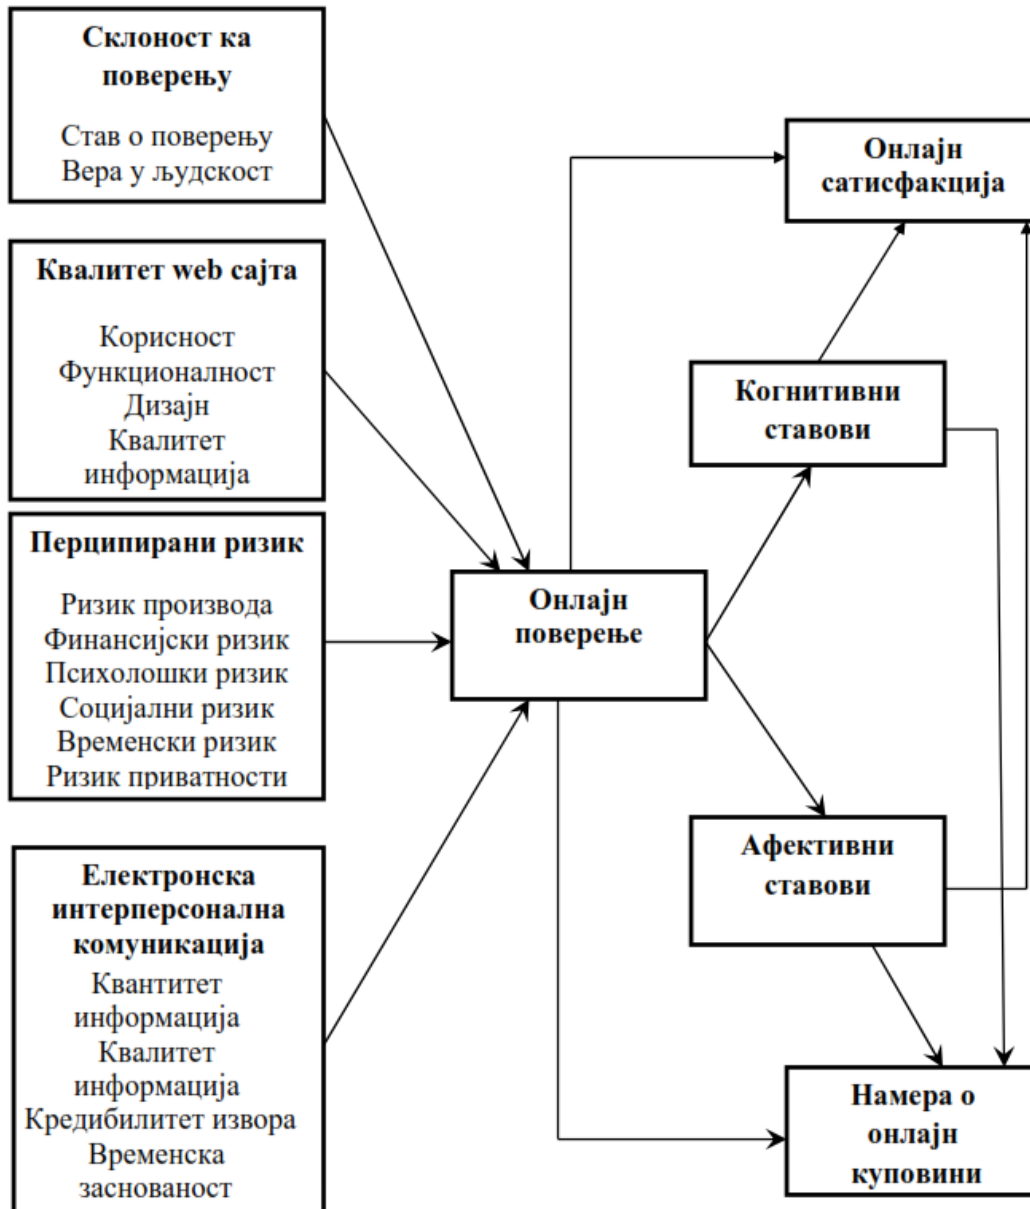 Склоност ка
поверењу
Став о поверењу
Вера у људскост
Квалитет web сајта
Корисност
Функционалност
Дизајн
Квалитет
информација
Перципирани ризик
Ризик производа
Финансијски ризик
Психолошки ризик
Социјални ризик
Временски ризик
Ризик приватности
Електронска
интерперсонална
комуникација
Квантитет
информација
Квалитет
информација
Кредибилитет извора
Временска
заснованост
Онлајн
поверење
Онлајн
сатисфакција
Когнитивни
ставови
Афективни
ставови
Намера о
онлајн
куповини